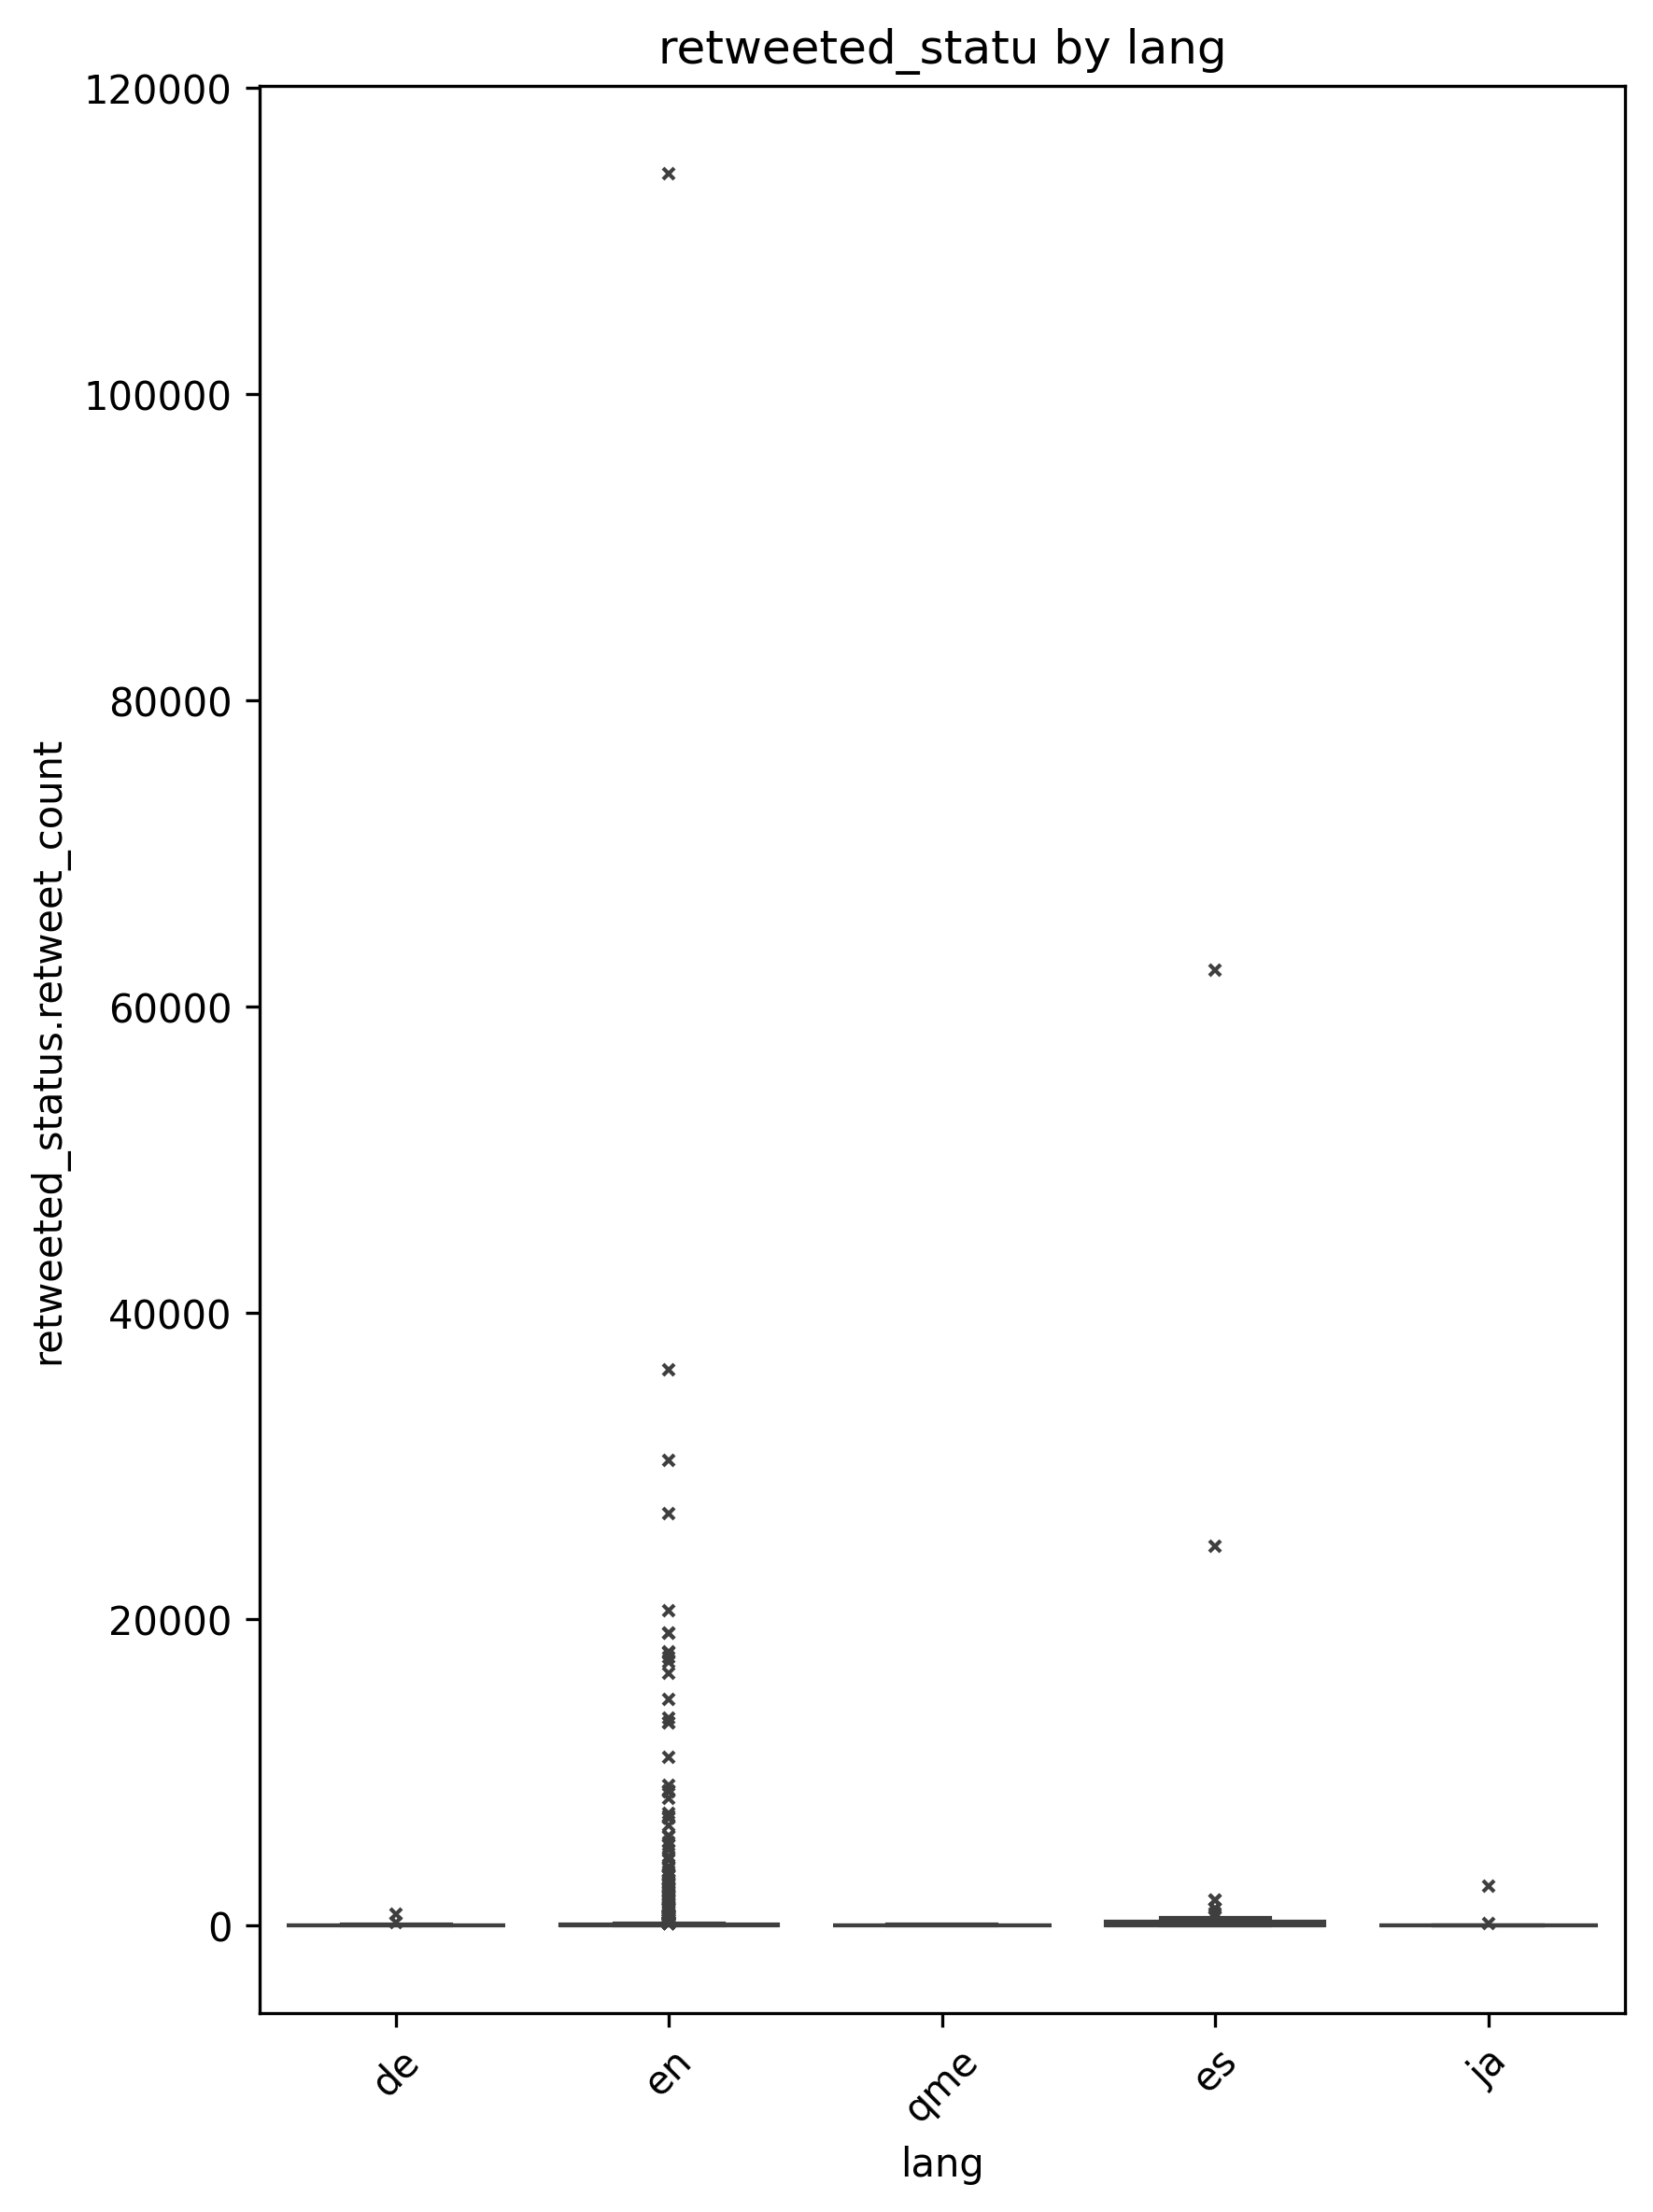 retweeted_statu by lang
120000
100000
80000
60000
40000
20000
0
retweeted_status.retweet_count
de
en
qme
es
ja
lang